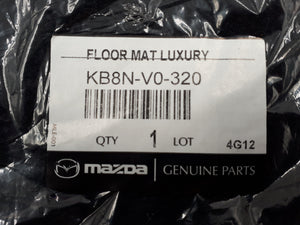 FLOOR MAT LUXURY
KB8N-V0-320
QTY 1 LOT 4G12
mazda GENUINE PARTS